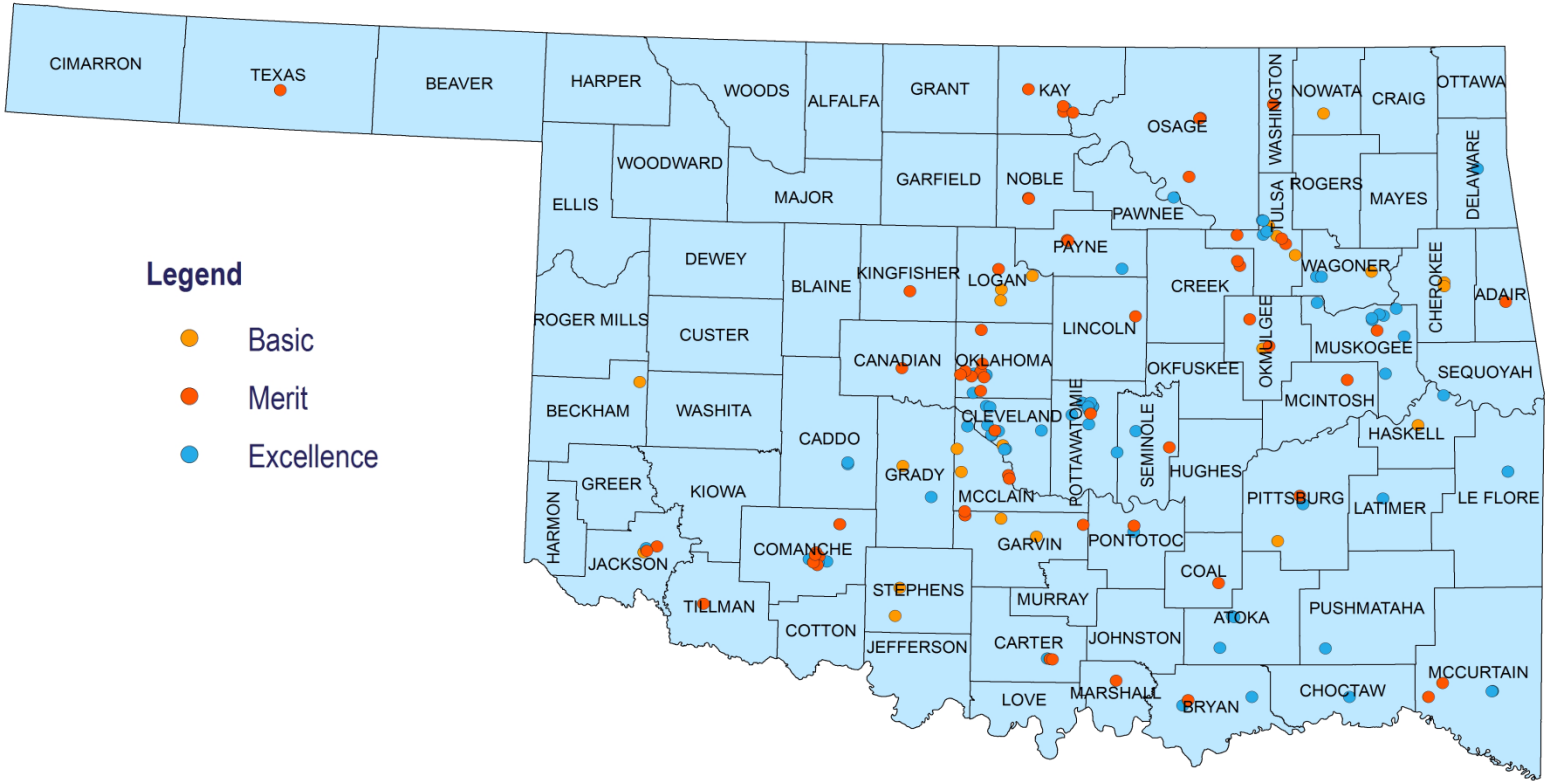 CIMARRON
TEXAS
BEAVER
HARPER
WOODS
ALFALFA
GRANT
KAY
OSAGE
WASHINGTON
NOWATA
CRAIG
OTTAWA
WOODWARD
ELLIS
MAJOR
GARFIELD
NOBLE
PAWNEE
TULSA
ROGERS
MAYES
DELAWARE
DEWEY
BLAINE
KINGFISHER
LOGAN
PAYNE
CREEK
WAGONER
CHEROKEE
ADAIR
Legend
Basic
Merit
Excellence
ROGER MILLS
CUSTER
CANADIAN
OKLAHOMA
LINCOLN
OKFUSKEE
OKMULGEE
MUSKOGEE
SEQUOYAH
BECKHAM
WASHITA
CADDO
GRADY
CLEVELAND
POTTAWATOMIE
SEMINOLE
HUGHES
MCINTOSH
HASKELL
GREER
KIOWA
MCCLAIN
PITTSBURG
LATIMER
LE FLORE
HARMON
JACKSON
COMANCHE
GARVIN
PONTOTOC
COAL
TILLMAN
COTTON
STEPHENS
MURRAY
JOHNSTON
ATOKA
PUSHMATAHA
JEFFERSON
CARTER
LOVE
MARSHALL
BRYAN
CHOCTAW
MCCURTAIN